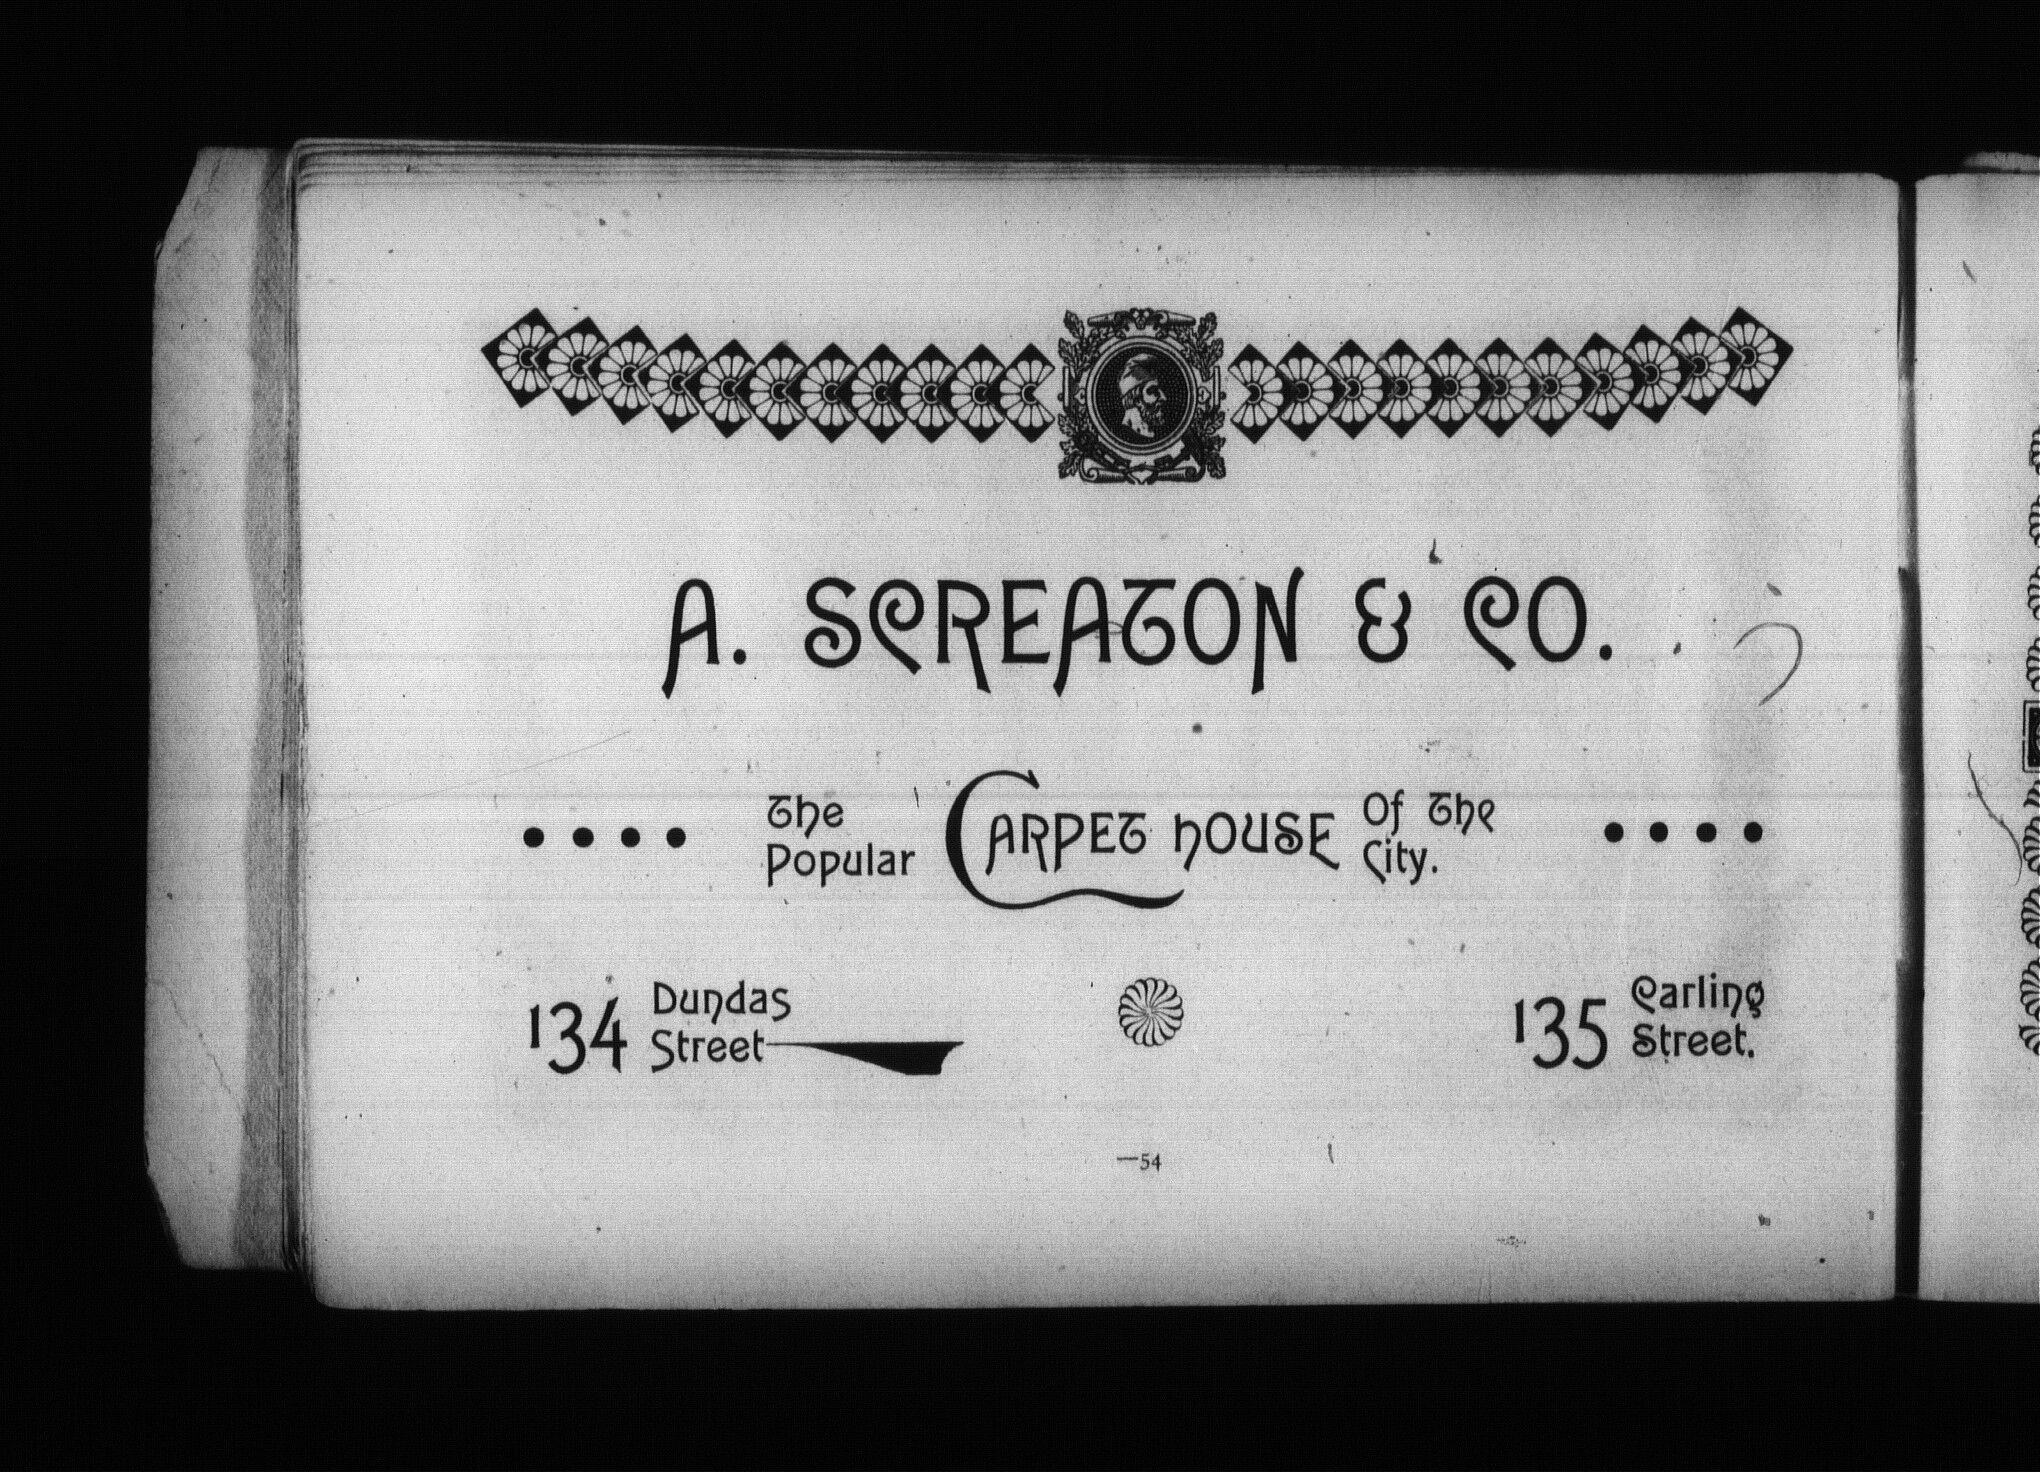 A. SCREATON & CO.
The Popular CARPET HOUSE Of The City.
134 Dundas Street
135 Carling Street.
—54